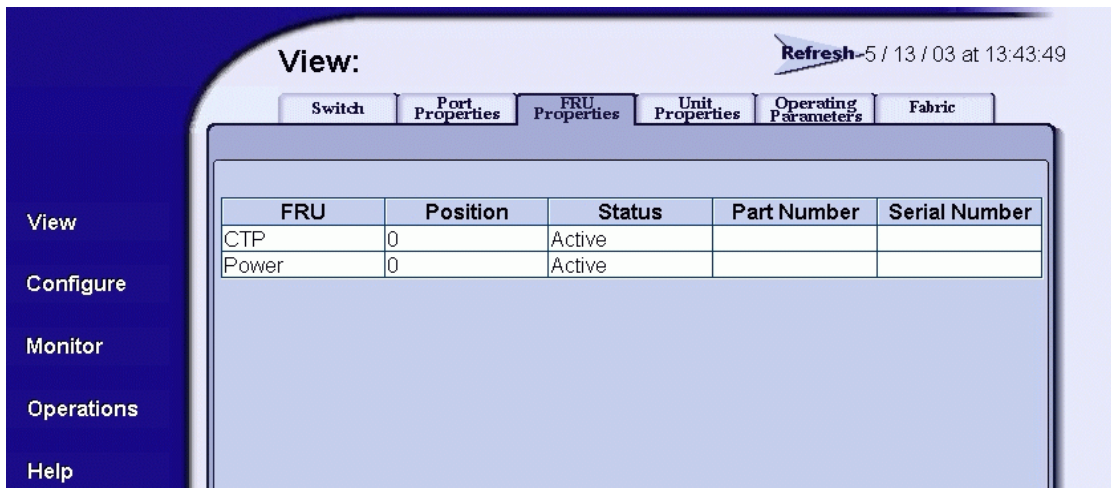 View:
Refresh-5 / 13 / 03 at 13:43:49
Switch
Port Properties
FRU Properties
Unit Properties
Operating Parameters
Fabric
FRU Position Status Part Number Serial Number
CTP 0 Active
Power 0 Active
View
Configure
Monitor
Operations
Help